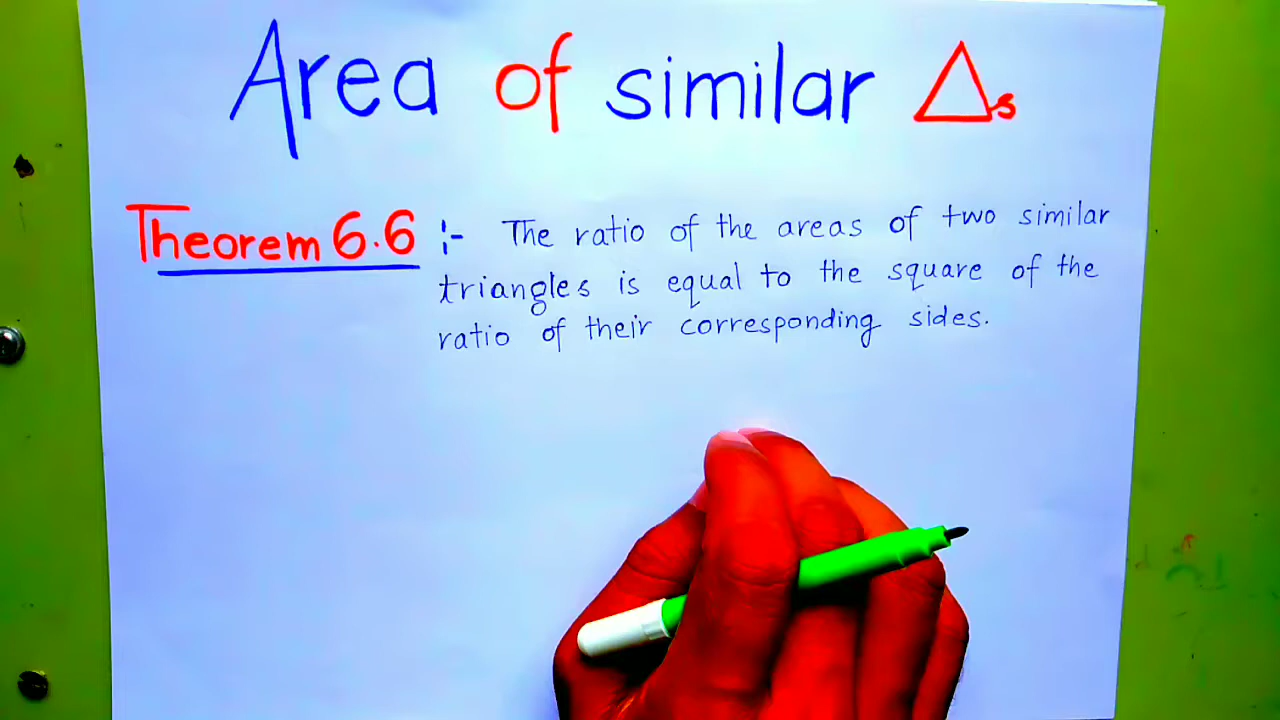 Area of similar Δs
Theorem 6.6 :- The ratio of the areas of two similar
triangles is equal to the square of the
ratio of their corresponding sides.